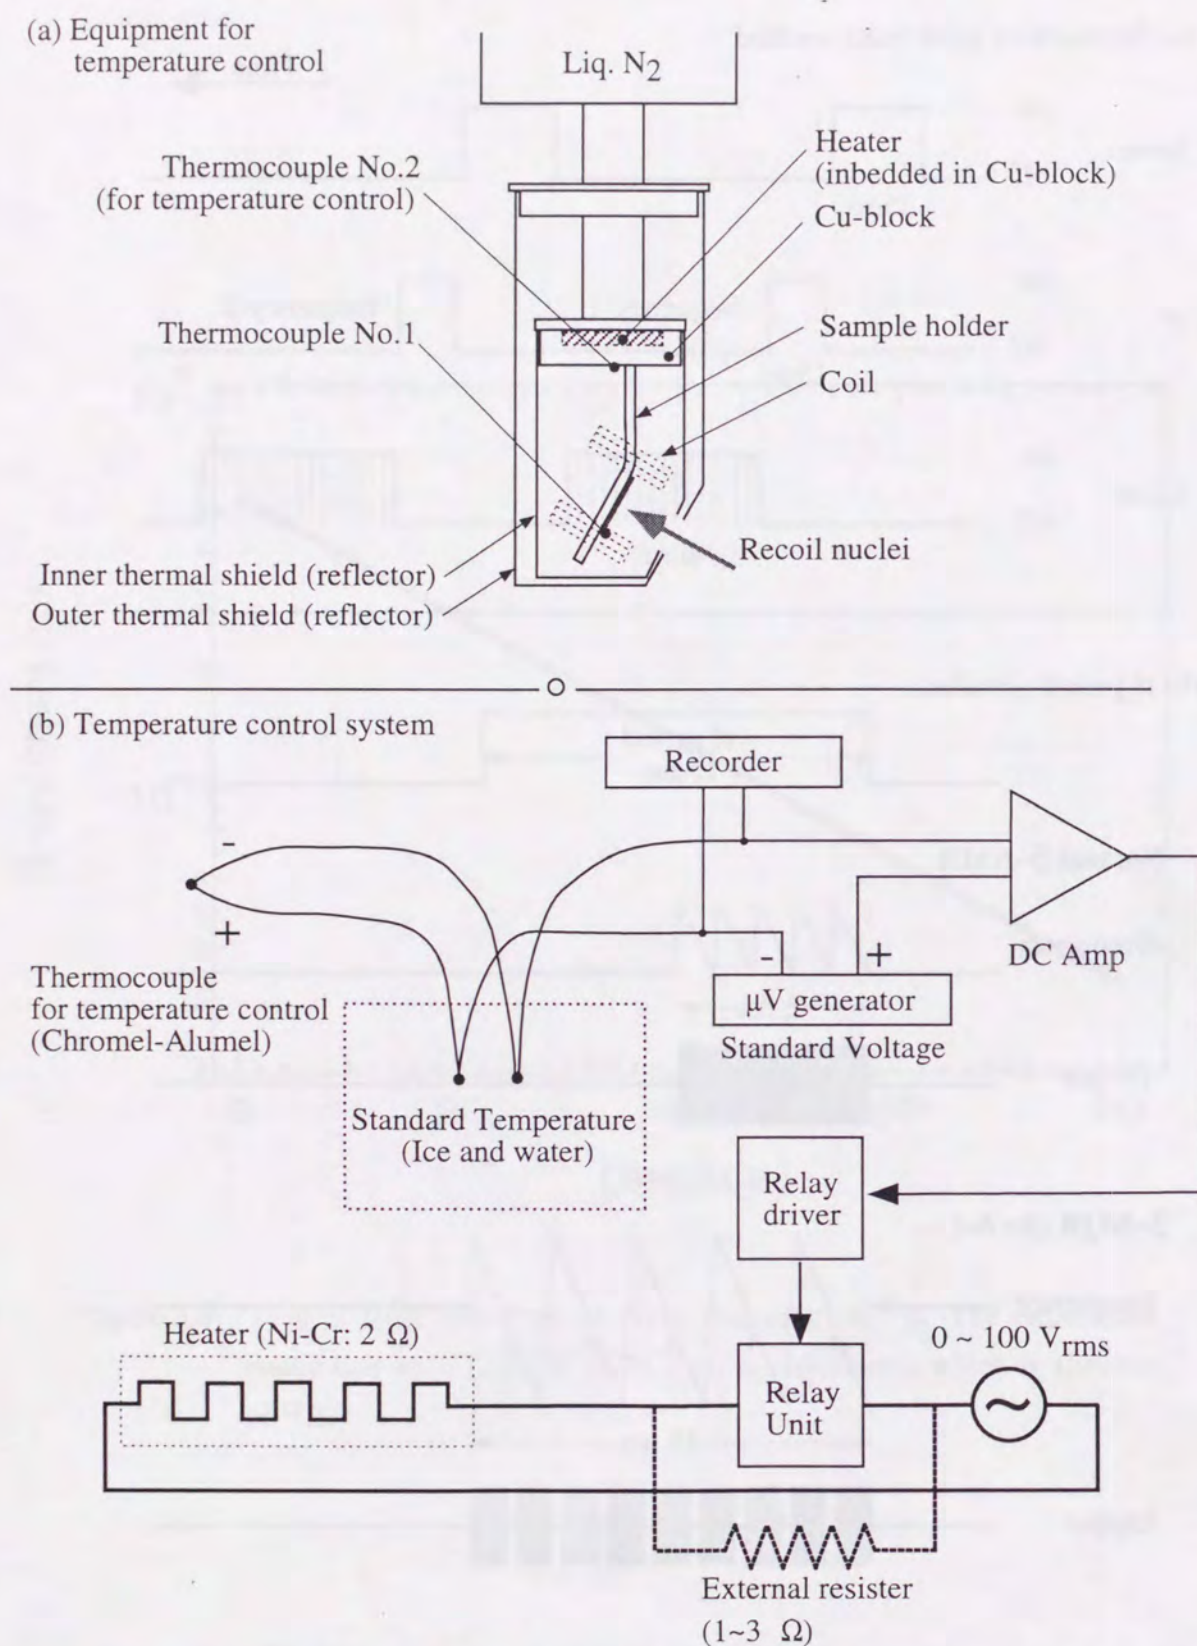 (a) Equipment for
temperature control
Liq. N2
Thermocouple No.2
(for temperature control)
Heater
(inbedded in Cu-block)
Cu-block
Thermocouple No.1
Sample holder
Coil
Recoil nuclei
Inner thermal shield (reflector)
Outer thermal shield (reflector)
(b) Temperature control system
Recorder
-
+
- +
DC Amp
Thermocouple
for temperature control
(Chromel-Alumel)
μV generator
Standard Voltage
Standard Temperature
(Ice and water)
Relay
driver
Heater (Ni-Cr: 2 Ω)
0 ~ 100 Vrms
Relay
Unit
~
External resister
(1~3 Ω)